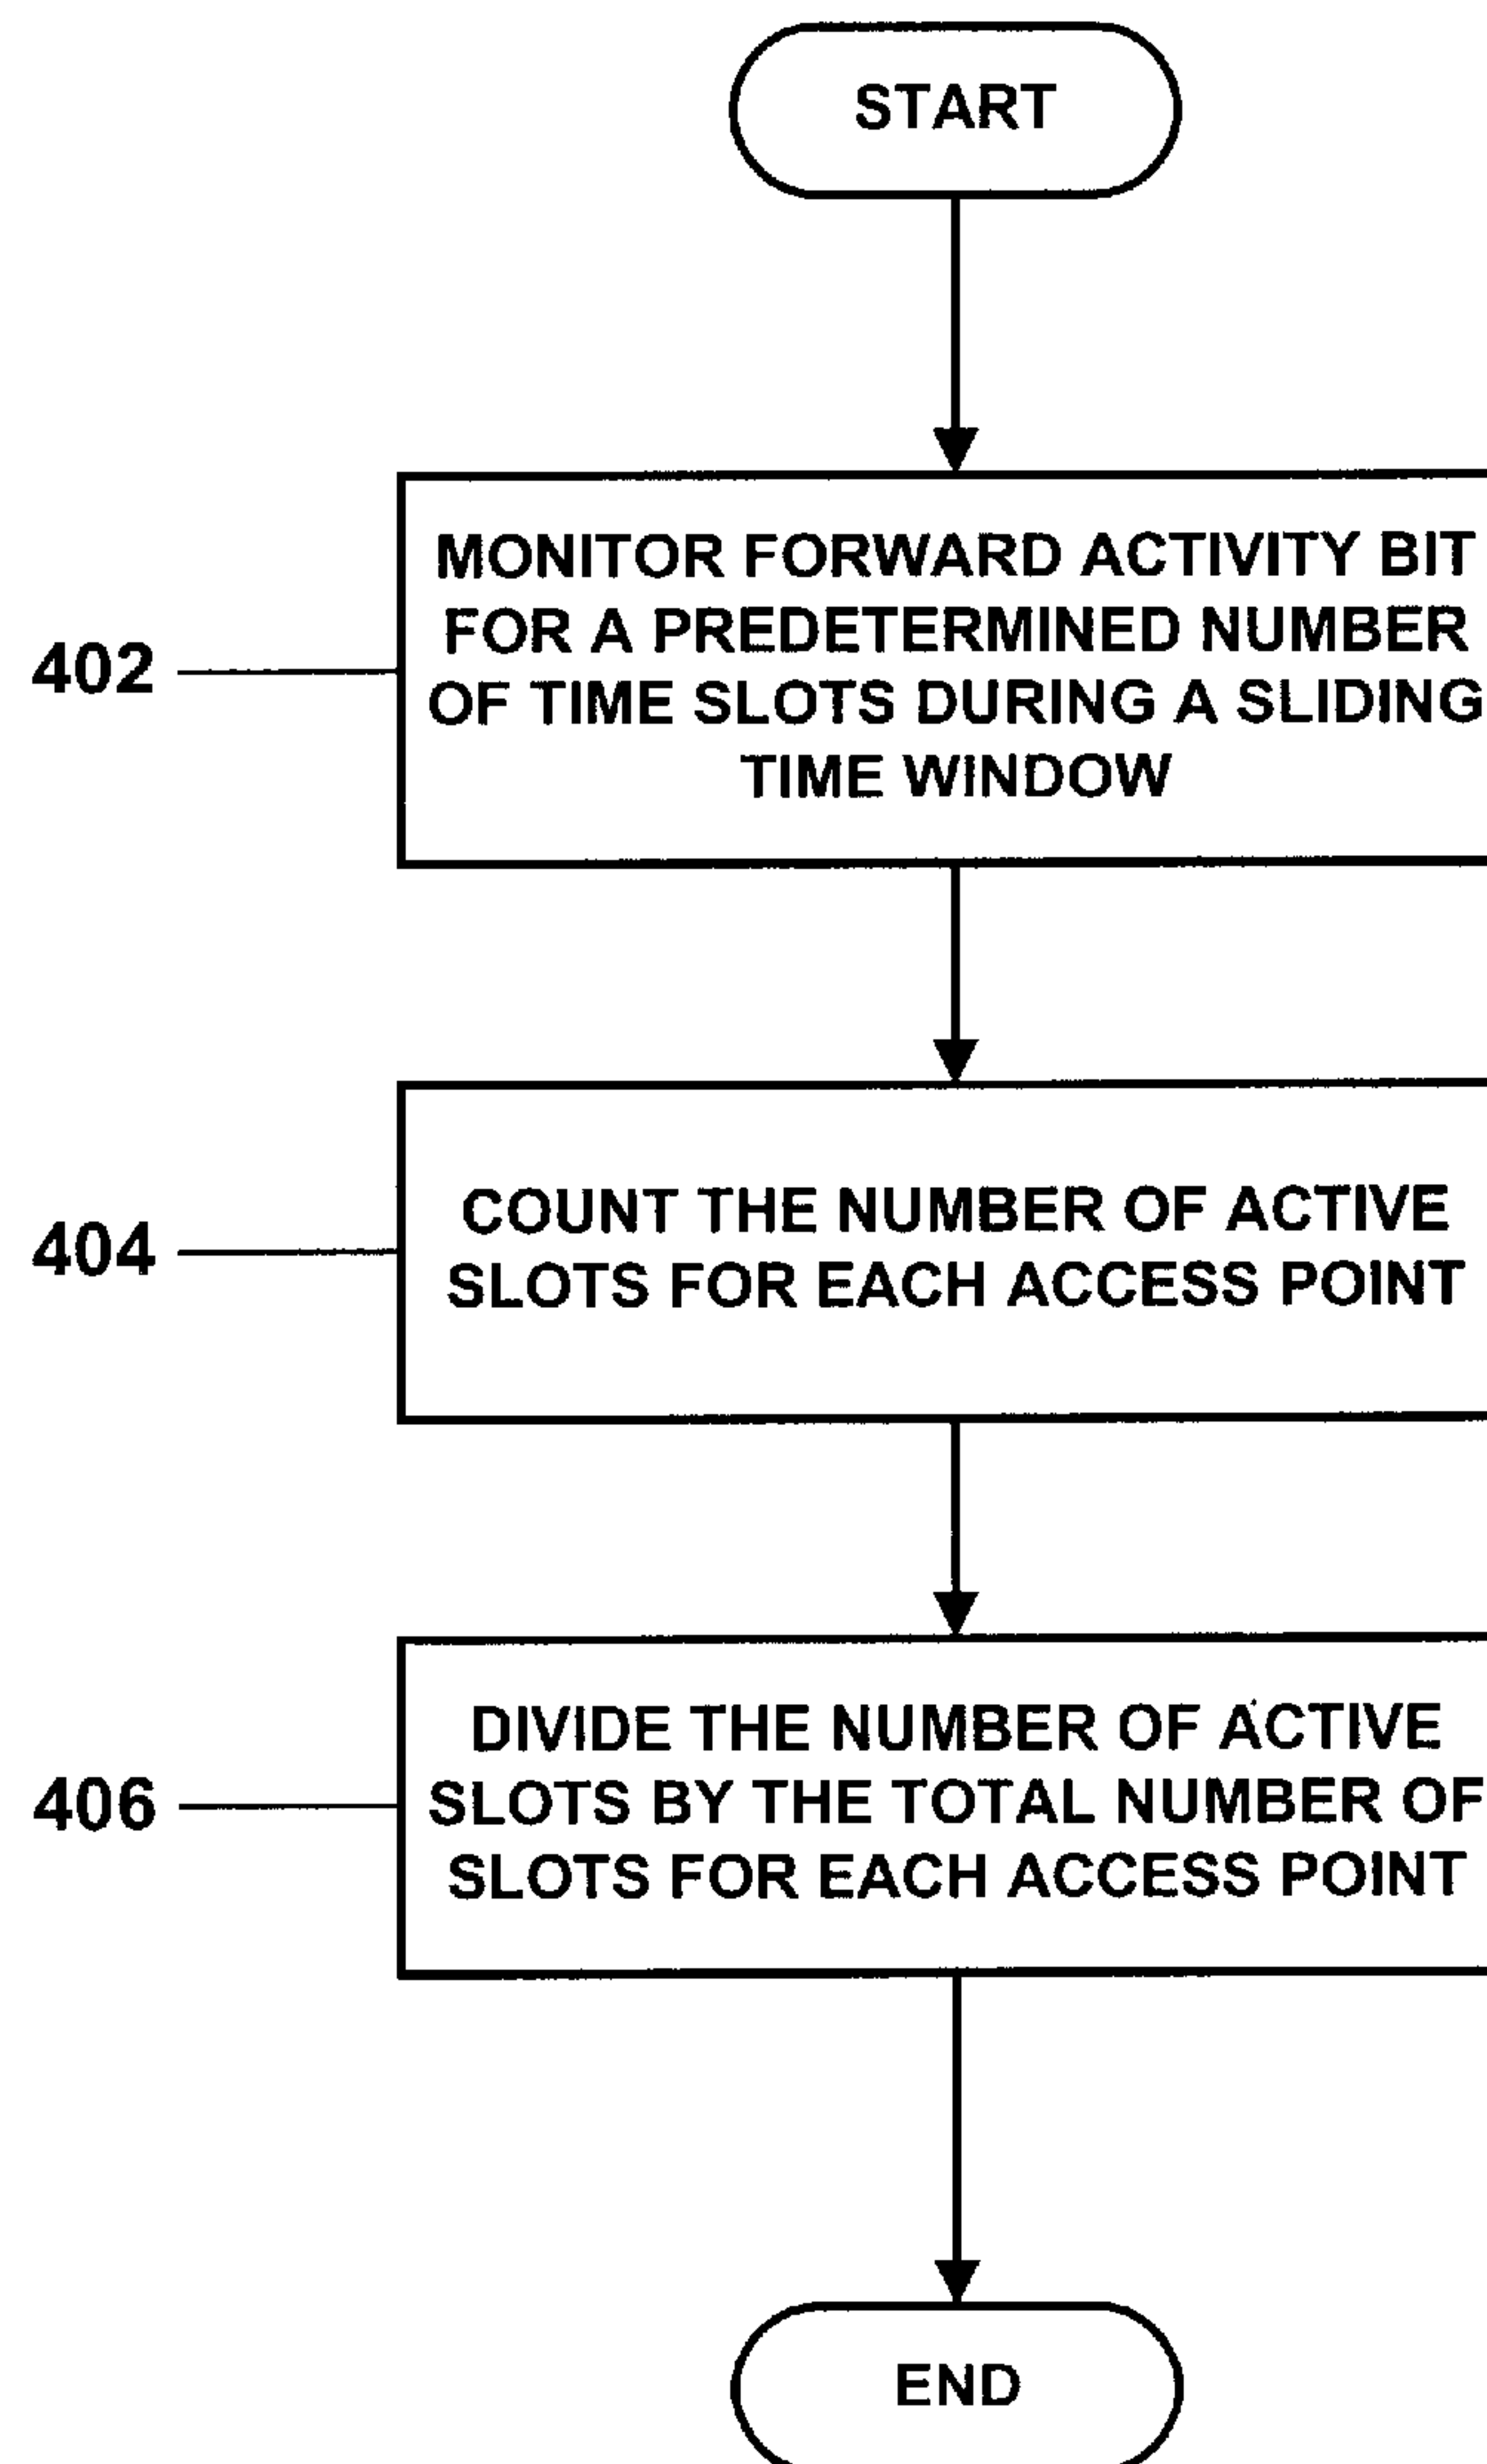 START
402
MONITOR FORWARD ACTIVITY BIT
FOR A PREDETERMINED NUMBER
OF TIME SLOTS DURING A SLIDING
TIME WINDOW
404
COUNT THE NUMBER OF ACTIVE
SLOTS FOR EACH ACCESS POINT
406
DIVIDE THE NUMBER OF ACTIVE
SLOTS BY THE TOTAL NUMBER OF
SLOTS FOR EACH ACCESS POINT
END